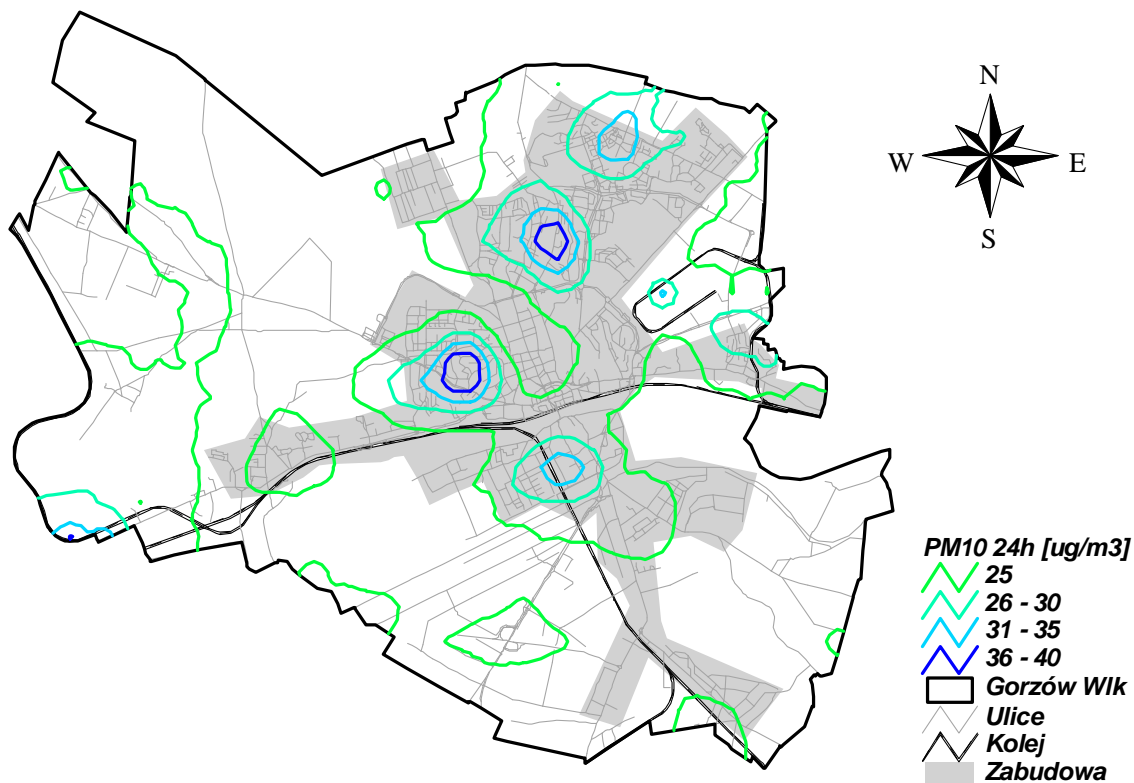 N
W E
S
PM10 24h [ug/m3]
25
26 - 30
31 - 35
36 - 40
Gorzów Wlk
Ulice
Kolej
Zabudowa